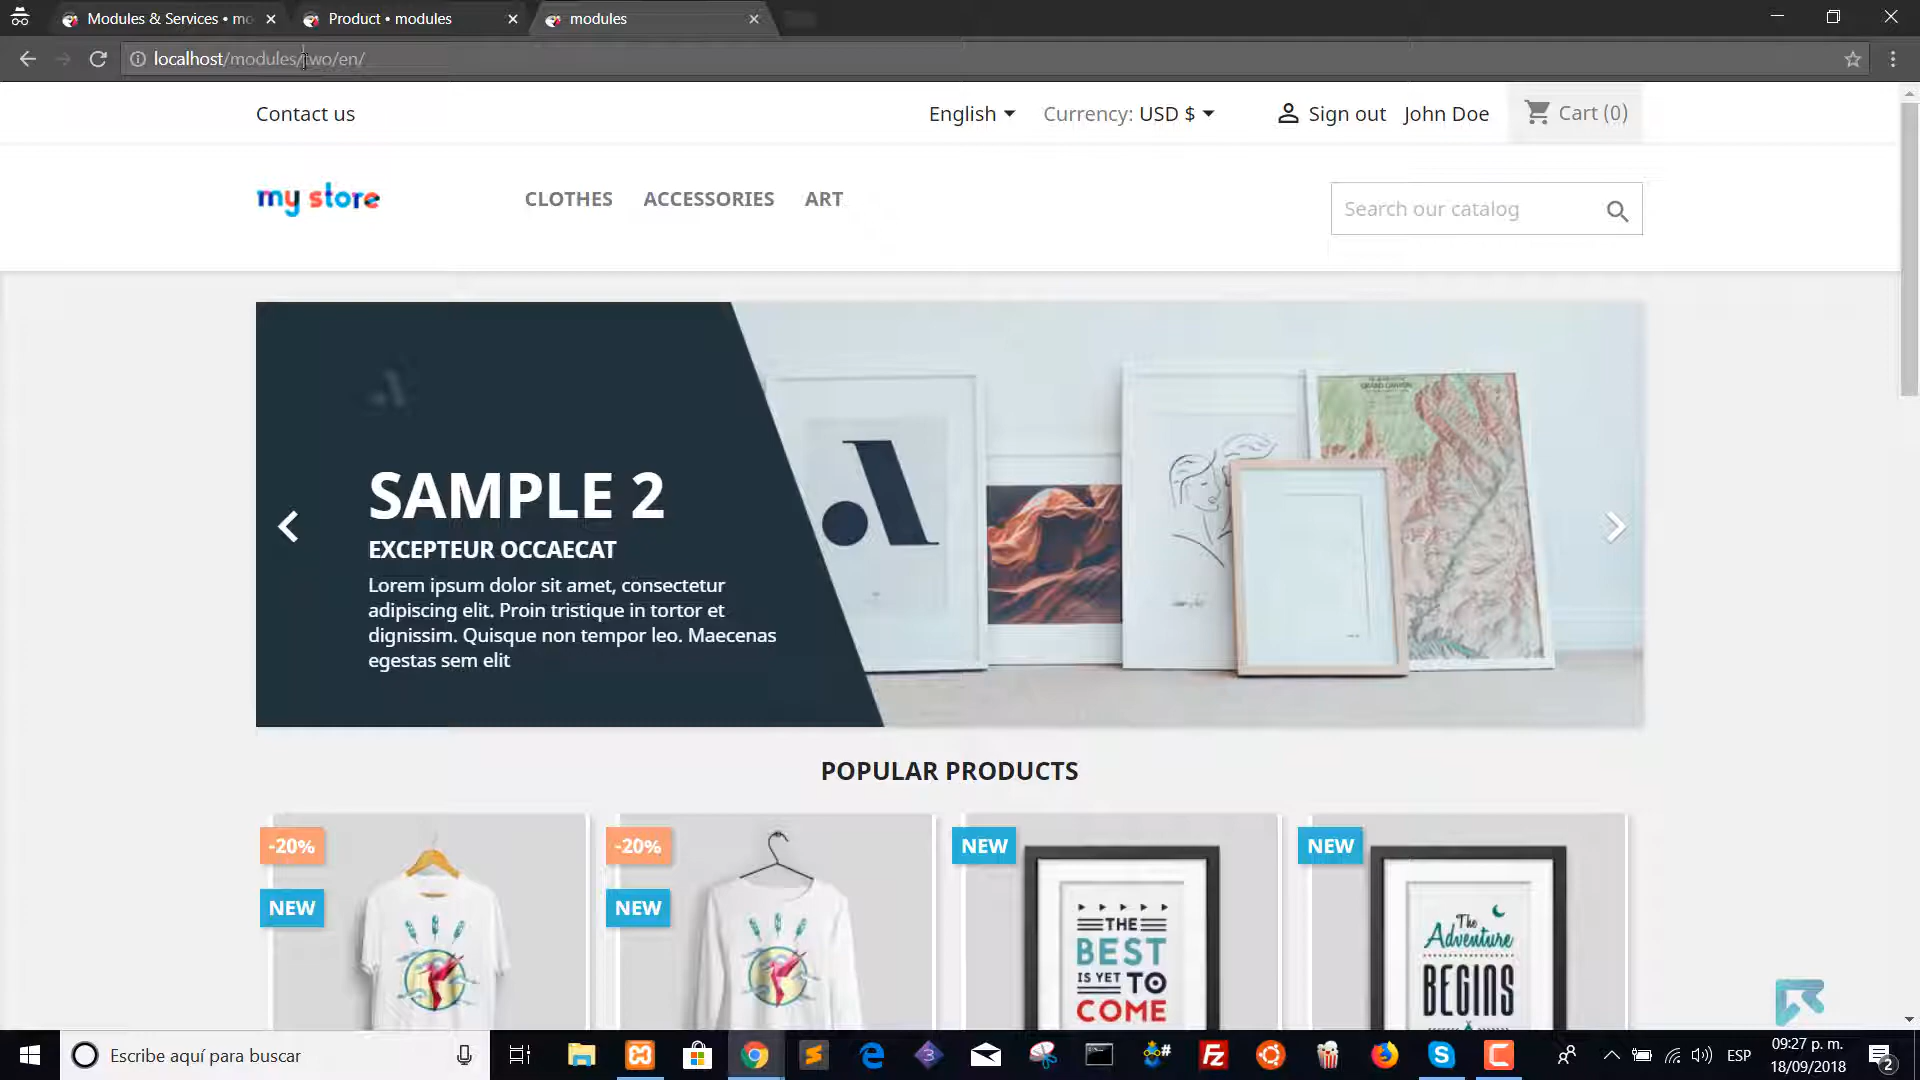 Modules & Services • mo
Product • modules
modules
localhost/modules/two/en/
Contact us
English
Currency: USD $
Sign out
John Doe
Cart (0)
my store
CLOTHES
ACCESSORIES
ART
Search our catalog
SAMPLE 2
EXCEPTEUR OCCAECAT
Lorem ipsum dolor sit amet, consectetur
adipiscing elit. Proin tristique in tortor et
dignissim. Quisque non tempor leo. Maecenas
egestas sem elit
POPULAR PRODUCTS
-20%
NEW
-20%
NEW
NEW
THE
BEST
IS YET TO
COME
NEW
The
Adventure
BEGINS
Escribe aquí para buscar
ESP
09:27 p. m.
18/09/2018
2